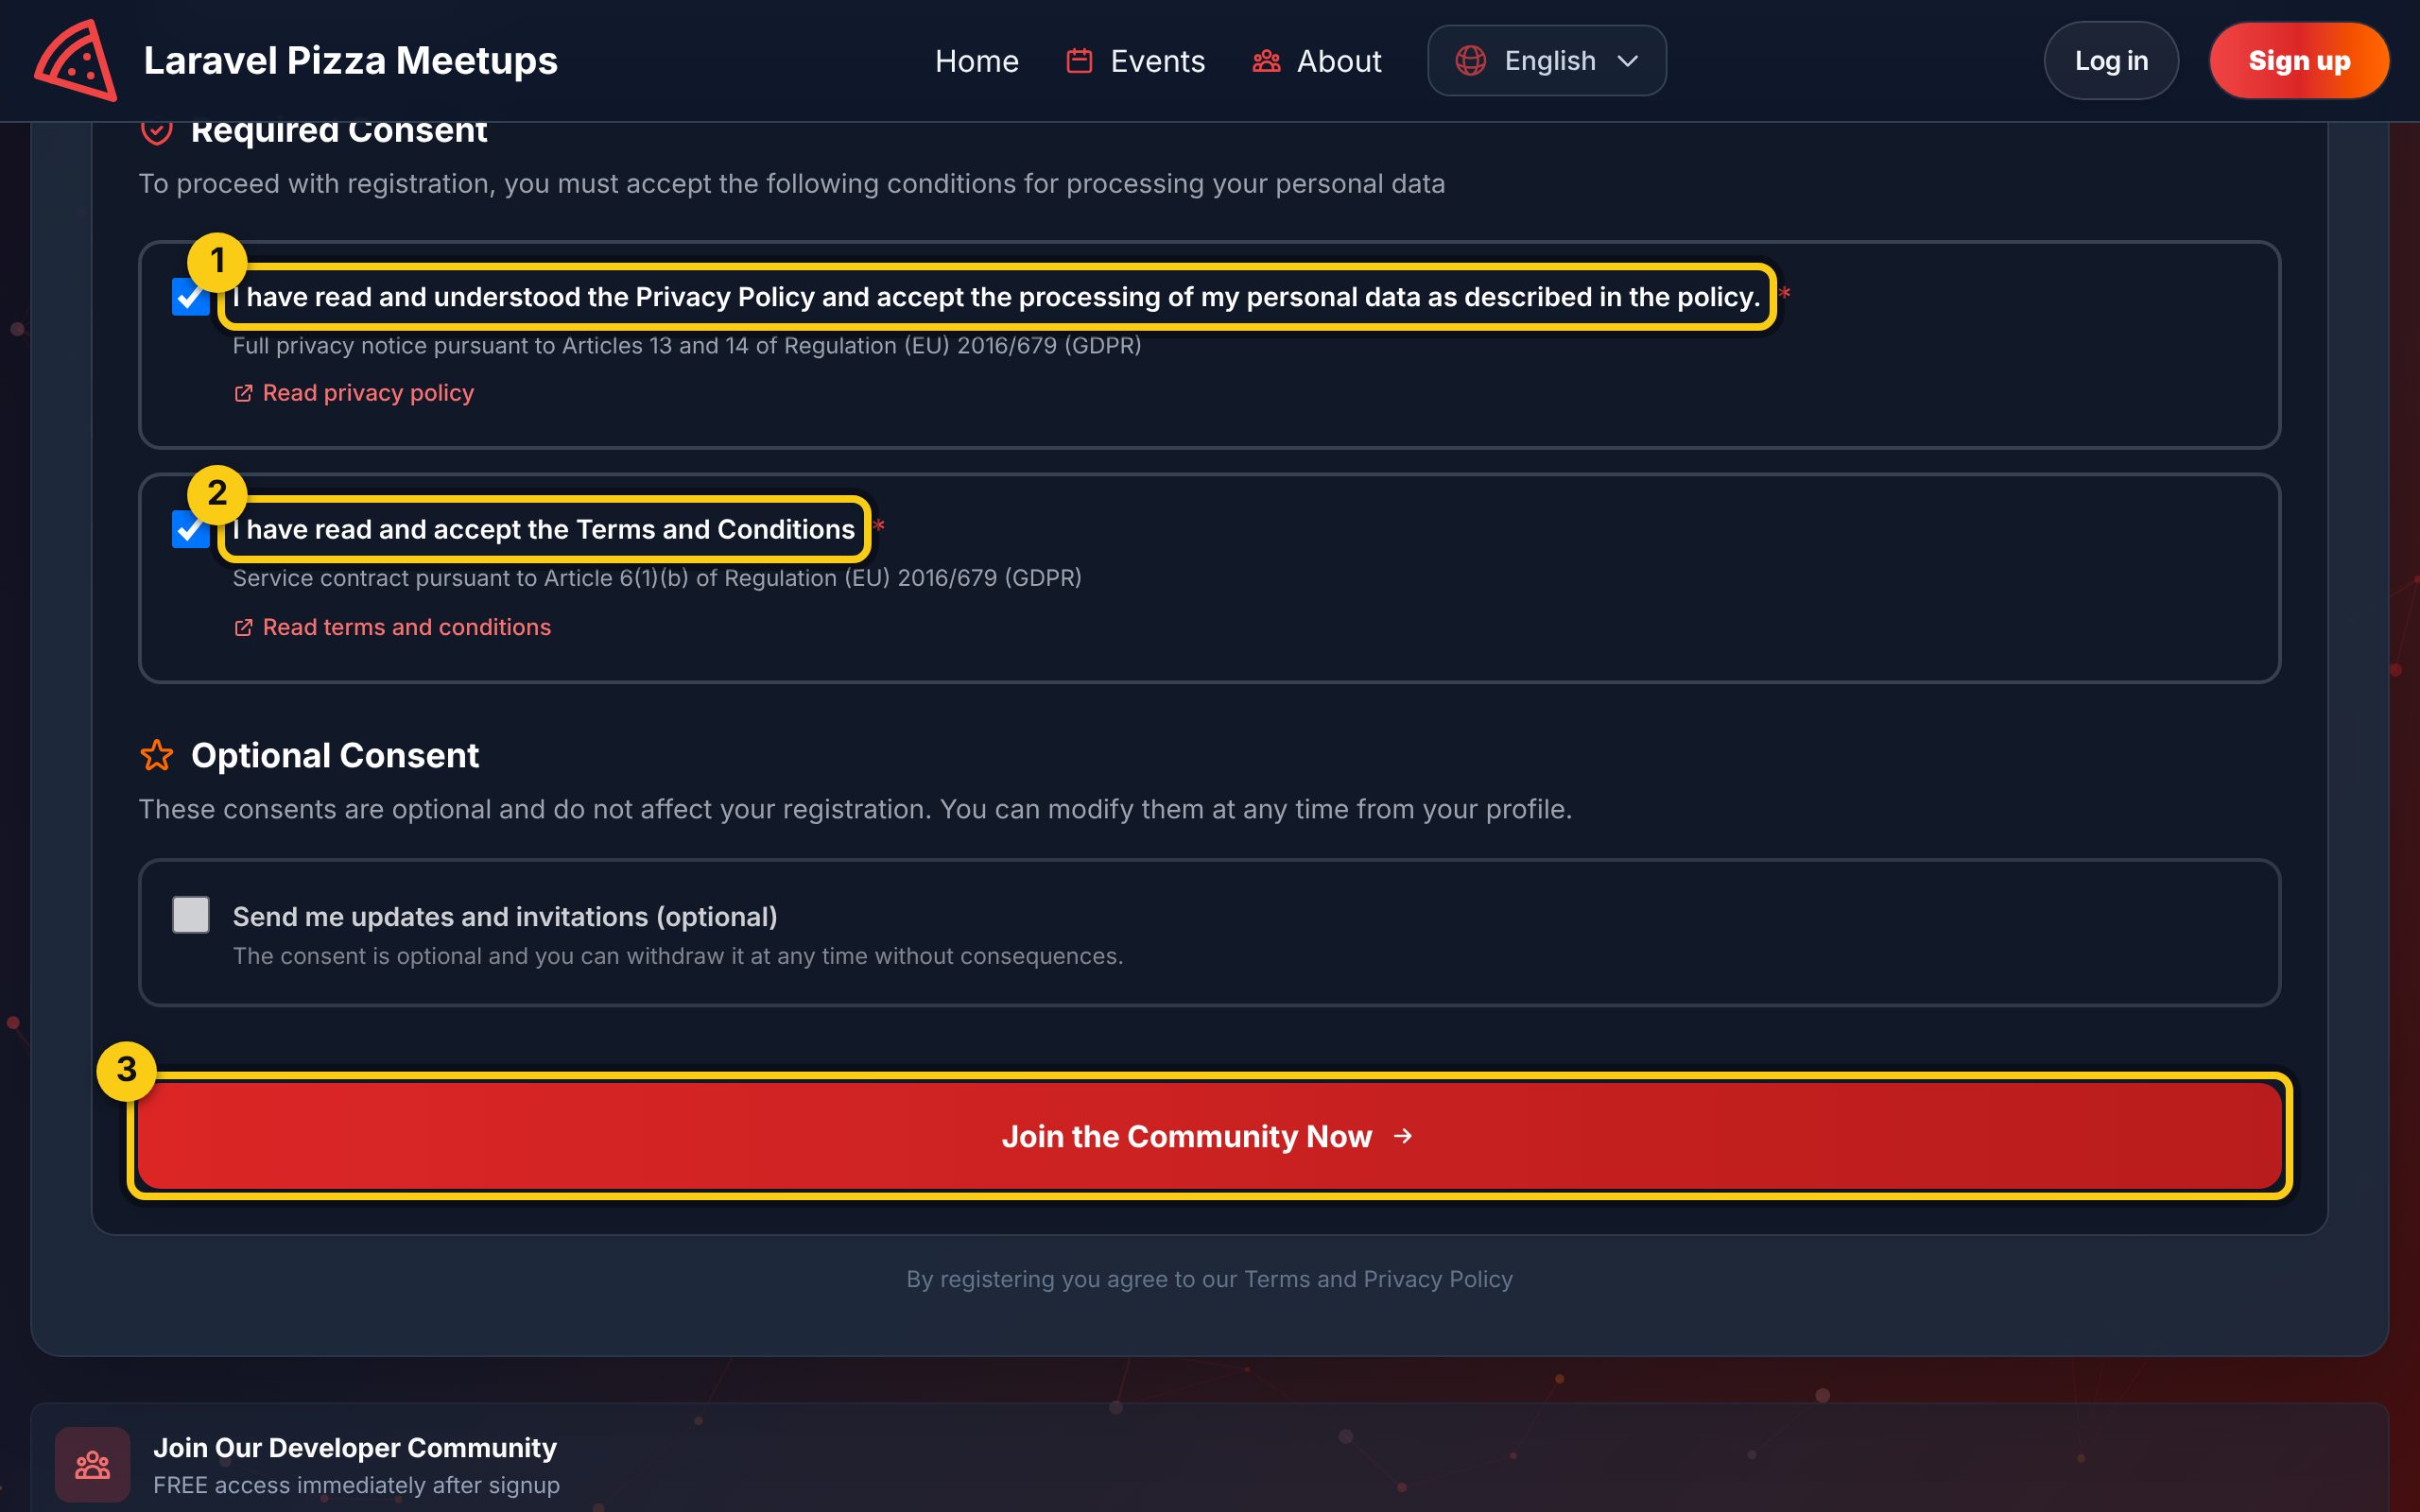 Laravel Pizza Meetups
Home
Events
About
English
Log in
Sign up
Required Consent
To proceed with registration, you must accept the following conditions for processing your personal data
1
I have read and understood the Privacy Policy and accept the processing of my personal data as described in the policy. *
Full privacy notice pursuant to Articles 13 and 14 of Regulation (EU) 2016/679 (GDPR)
Read privacy policy
2
I have read and accept the Terms and Conditions *
Service contract pursuant to Article 6(1)(b) of Regulation (EU) 2016/679 (GDPR)
Read terms and conditions
Optional Consent
These consents are optional and do not affect your registration. You can modify them at any time from your profile.
Send me updates and invitations (optional)
The consent is optional and you can withdraw it at any time without consequences.
3
Join the Community Now →
By registering you agree to our Terms and Privacy Policy
Join Our Developer Community
FREE access immediately after signup